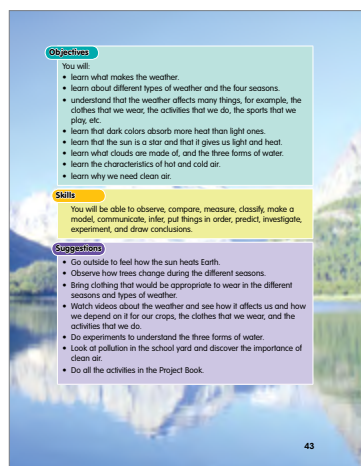 Objectives
You will:
• learn what makes the weather.
• learn about different types of weather and the four seasons.
• understand that the weather affects many things, for example, the
clothes that we wear, the activities that we do, the sports that we
play, etc.
• learn that dark colors absorb more heat than light ones.
• learn that the sun is a star and that it gives us light and heat.
• learn what clouds are made of, and the three forms of water.
• learn the characteristics of hot and cold air.
• learn why we need clean air.
Skills
You will be able to observe, compare, measure, classify, make a
model, communicate, infer, put things in order, predict, investigate,
experiment, and draw conclusions.
Suggestions
• Go outside to feel how the sun heats Earth.
• Observe how trees change during the different seasons.
• Bring clothing that would be appropriate to wear in the different
seasons and types of weather.
• Watch videos about the weather and see how it affects us and how
we depend on it for our crops, the clothes that we wear, and the
activities that we do.
• Do experiments to understand the three forms of water.
• Look at pollution in the school yard and discover the importance of
clean air.
• Do all the activities in the Project Book.
43